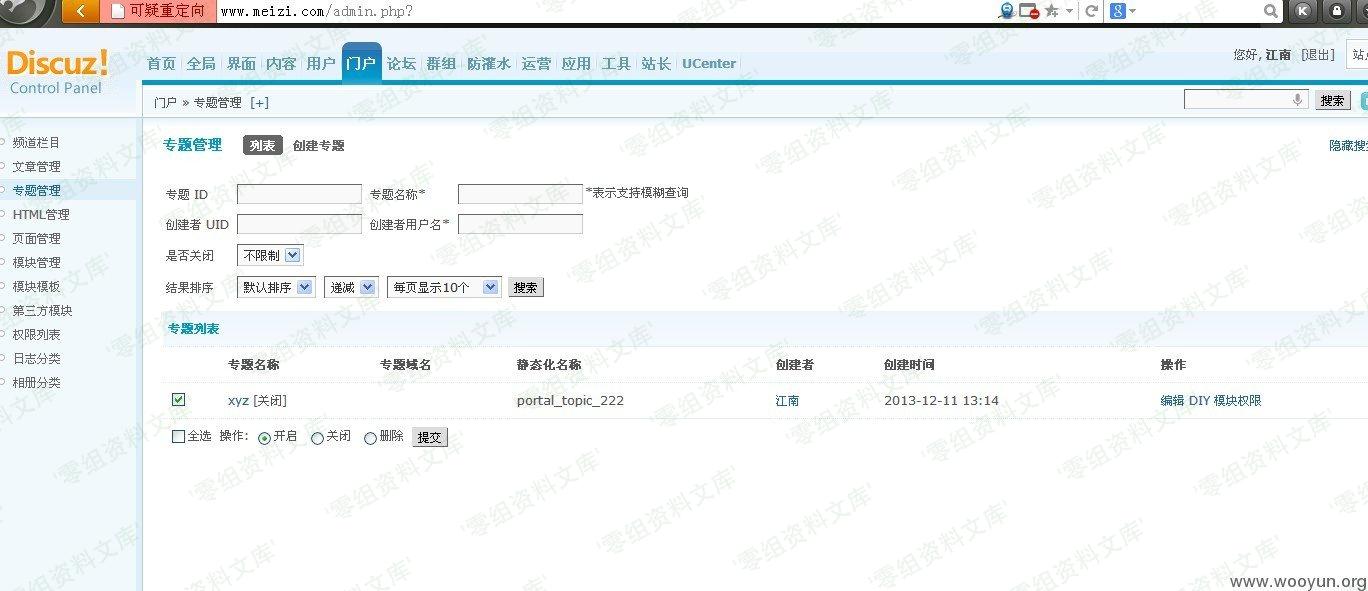 可疑重定向 www.meizi.com/admin.php?
Discuz!
Control Panel
首页 全局 界面 内容 用户 门户 论坛 群组 防灌水 运营 应用 工具 站长 UCenter
您好, 江南 [退出] 站点
门户 » 专题管理 [+]
搜索
频道栏目
文章管理
专题管理
HTML管理
页面管理
模块管理
模块模板
第三方模块
权限列表
日志分类
相册分类
专题管理 列表 创建专题
隐藏搜
专题 ID 专题名称* *表示支持模糊查询
创建者 UID 创建者用户名*
是否关闭 不限制
结果排序 默认排序 递减 每页显示10个 搜索
专题列表
专题名称 专题域名 静态化名称 创建者 创建时间 操作
xyz [关闭] portal_topic_222 江南 2013-12-11 13:14 编辑 DIY 模块权限
全选 操作: 开启 关闭 删除 提交
'零组资料文库'
www.wooyun.org